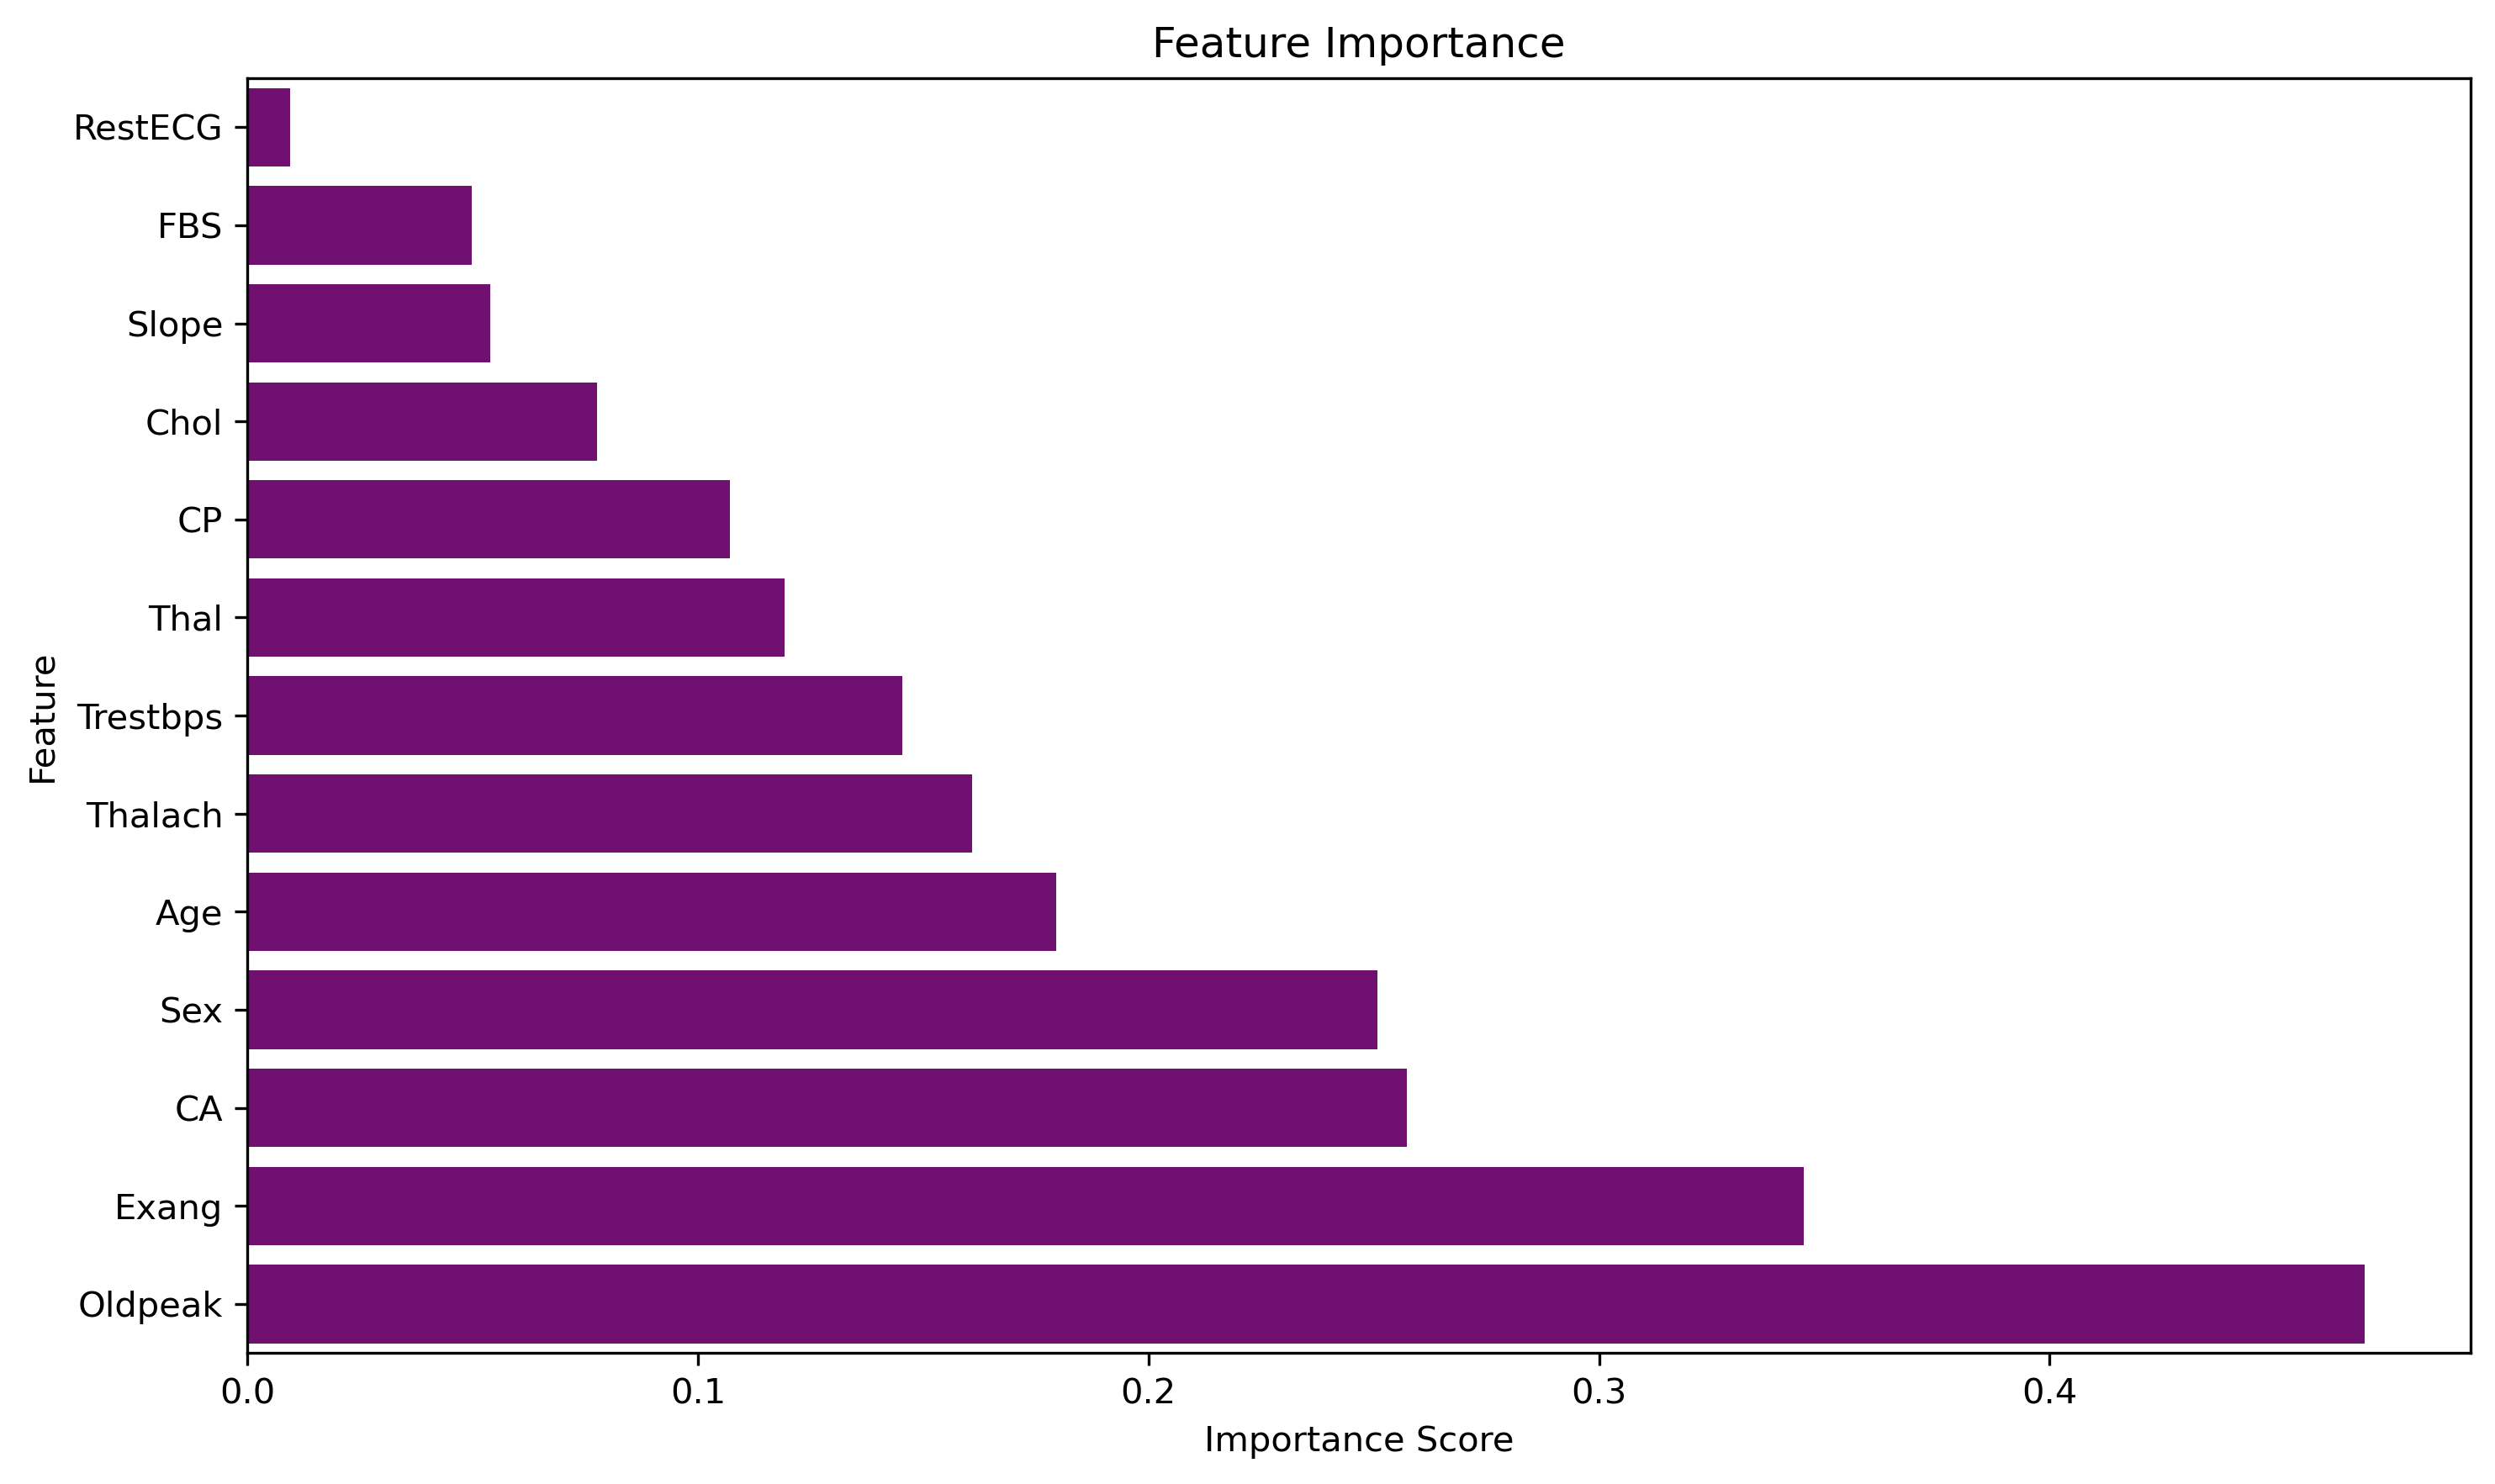 Feature Importance
RestECG
FBS
Slope
Chol
CP
Thal
Trestbps
Thalach
Age
Sex
CA
Exang
Oldpeak
Feature
0.0 0.1 0.2 0.3 0.4
Importance Score